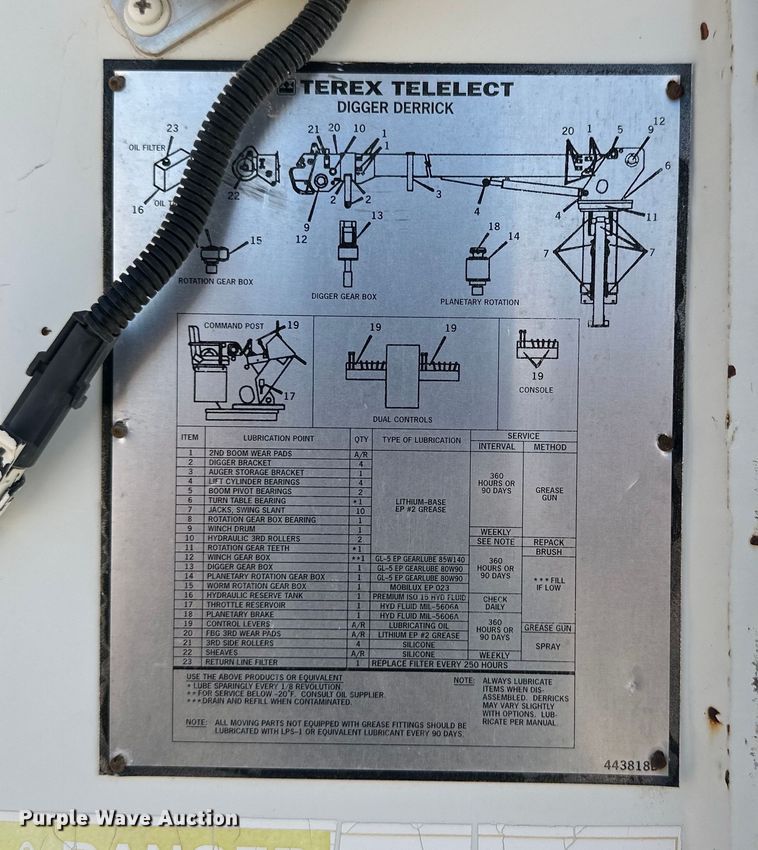 TEREX TELELECT
DIGGER DERRICK
23
OIL FILTER
21 20 10 1
1
20 1 5 9 12
16
OIL
22
9
12
2 2
3
4
4
6
11
15
ROTATION GEAR BOX
13
DIGGER GEAR BOX
18
14
PLANETARY ROTATION
7 7
COMMAND POST 19
17
19 19
DUAL CONTROLS
19
CONSOLE
ITEM LUBRICATION POINT QTY TYPE OF LUBRICATION SERVICE
INTERVAL METHOD
1 2ND BOOM WEAR PADS A/R
2 DIGGER BRACKET 4
3 AUGER STORAGE BRACKET 1
4 LIFT CYLINDER BEARINGS 4
5 BOOM PIVOT BEARINGS 2
6 TURN TABLE BEARING *1
7 JACKS, SWING SLANT 10
8 ROTATION GEAR BOX BEARING 1
9 WINCH DRUM 1
10 HYDRAULIC 3RD ROLLERS 2
11 ROTATION GEAR TEETH *1
LITHIUM-BASE
EP #2 GREASE
360
HOURS OR
90 DAYS
GREASE
GUN
WEEKLY
SEE NOTE REPACK
BRUSH
12 WINCH GEAR BOX **1 GL-5 EP GEARLUBE 85W140
13 DIGGER GEAR BOX 1 GL-5 EP GEARLUBE 80W90
14 PLANETARY ROTATION GEAR BOX 1 GL-5 EP GEARLUBE 80W90
15 WORM ROTATION GEAR BOX 1 MOBILUX EP 023
360
HOURS OR
90 DAYS
***FILL
IF LOW
16 HYDRAULIC RESERVE TANK 1 PREMIUM ISO 15 HYD FLUID
17 THROTTLE RESERVOIR 1 HYD FLUID MIL-5606A
18 PLANETARY BRAKE 1 HYD FLUID MIL-5606A
CHECK
DAILY
19 CONTROL LEVERS A/R LUBRICATING OIL
20 FBG 3RD WEAR PADS A/R LITHIUM EP #2 GREASE
21 3RD SIDE ROLLERS 4 SILICONE
360
HOURS OR
90 DAYS
GREASE GUN
SPRAY
22 SHEAVES A/R SILICONE WEEKLY
23 RETURN LINE FILTER 1 REPLACE FILTER EVERY 250 HOURS
USE THE ABOVE PRODUCTS OR EQUIVALENT
* LUBE SPARINGLY EVERY 1/8 REVOLUTION.
**FOR SERVICE BELOW -20°F. CONSULT OIL SUPPLIER.
***DRAIN AND REFILL WHEN CONTAMINATED.
NOTE: ALWAYS LUBRICATE
ITEMS WHEN DIS-
ASSEMBLED. DERRICKS
MAY VARY SLIGHTLY
WITH OPTIONS. LUB-
RICATE PER MANUAL.
NOTE: ALL MOVING PARTS NOT EQUIPPED WITH GREASE FITTINGS SHOULD BE
LUBRICATED WITH LPS-1 OR EQUIVALENT LUBRICANT EVERY 90 DAYS.
443818
Purple Wave Auction